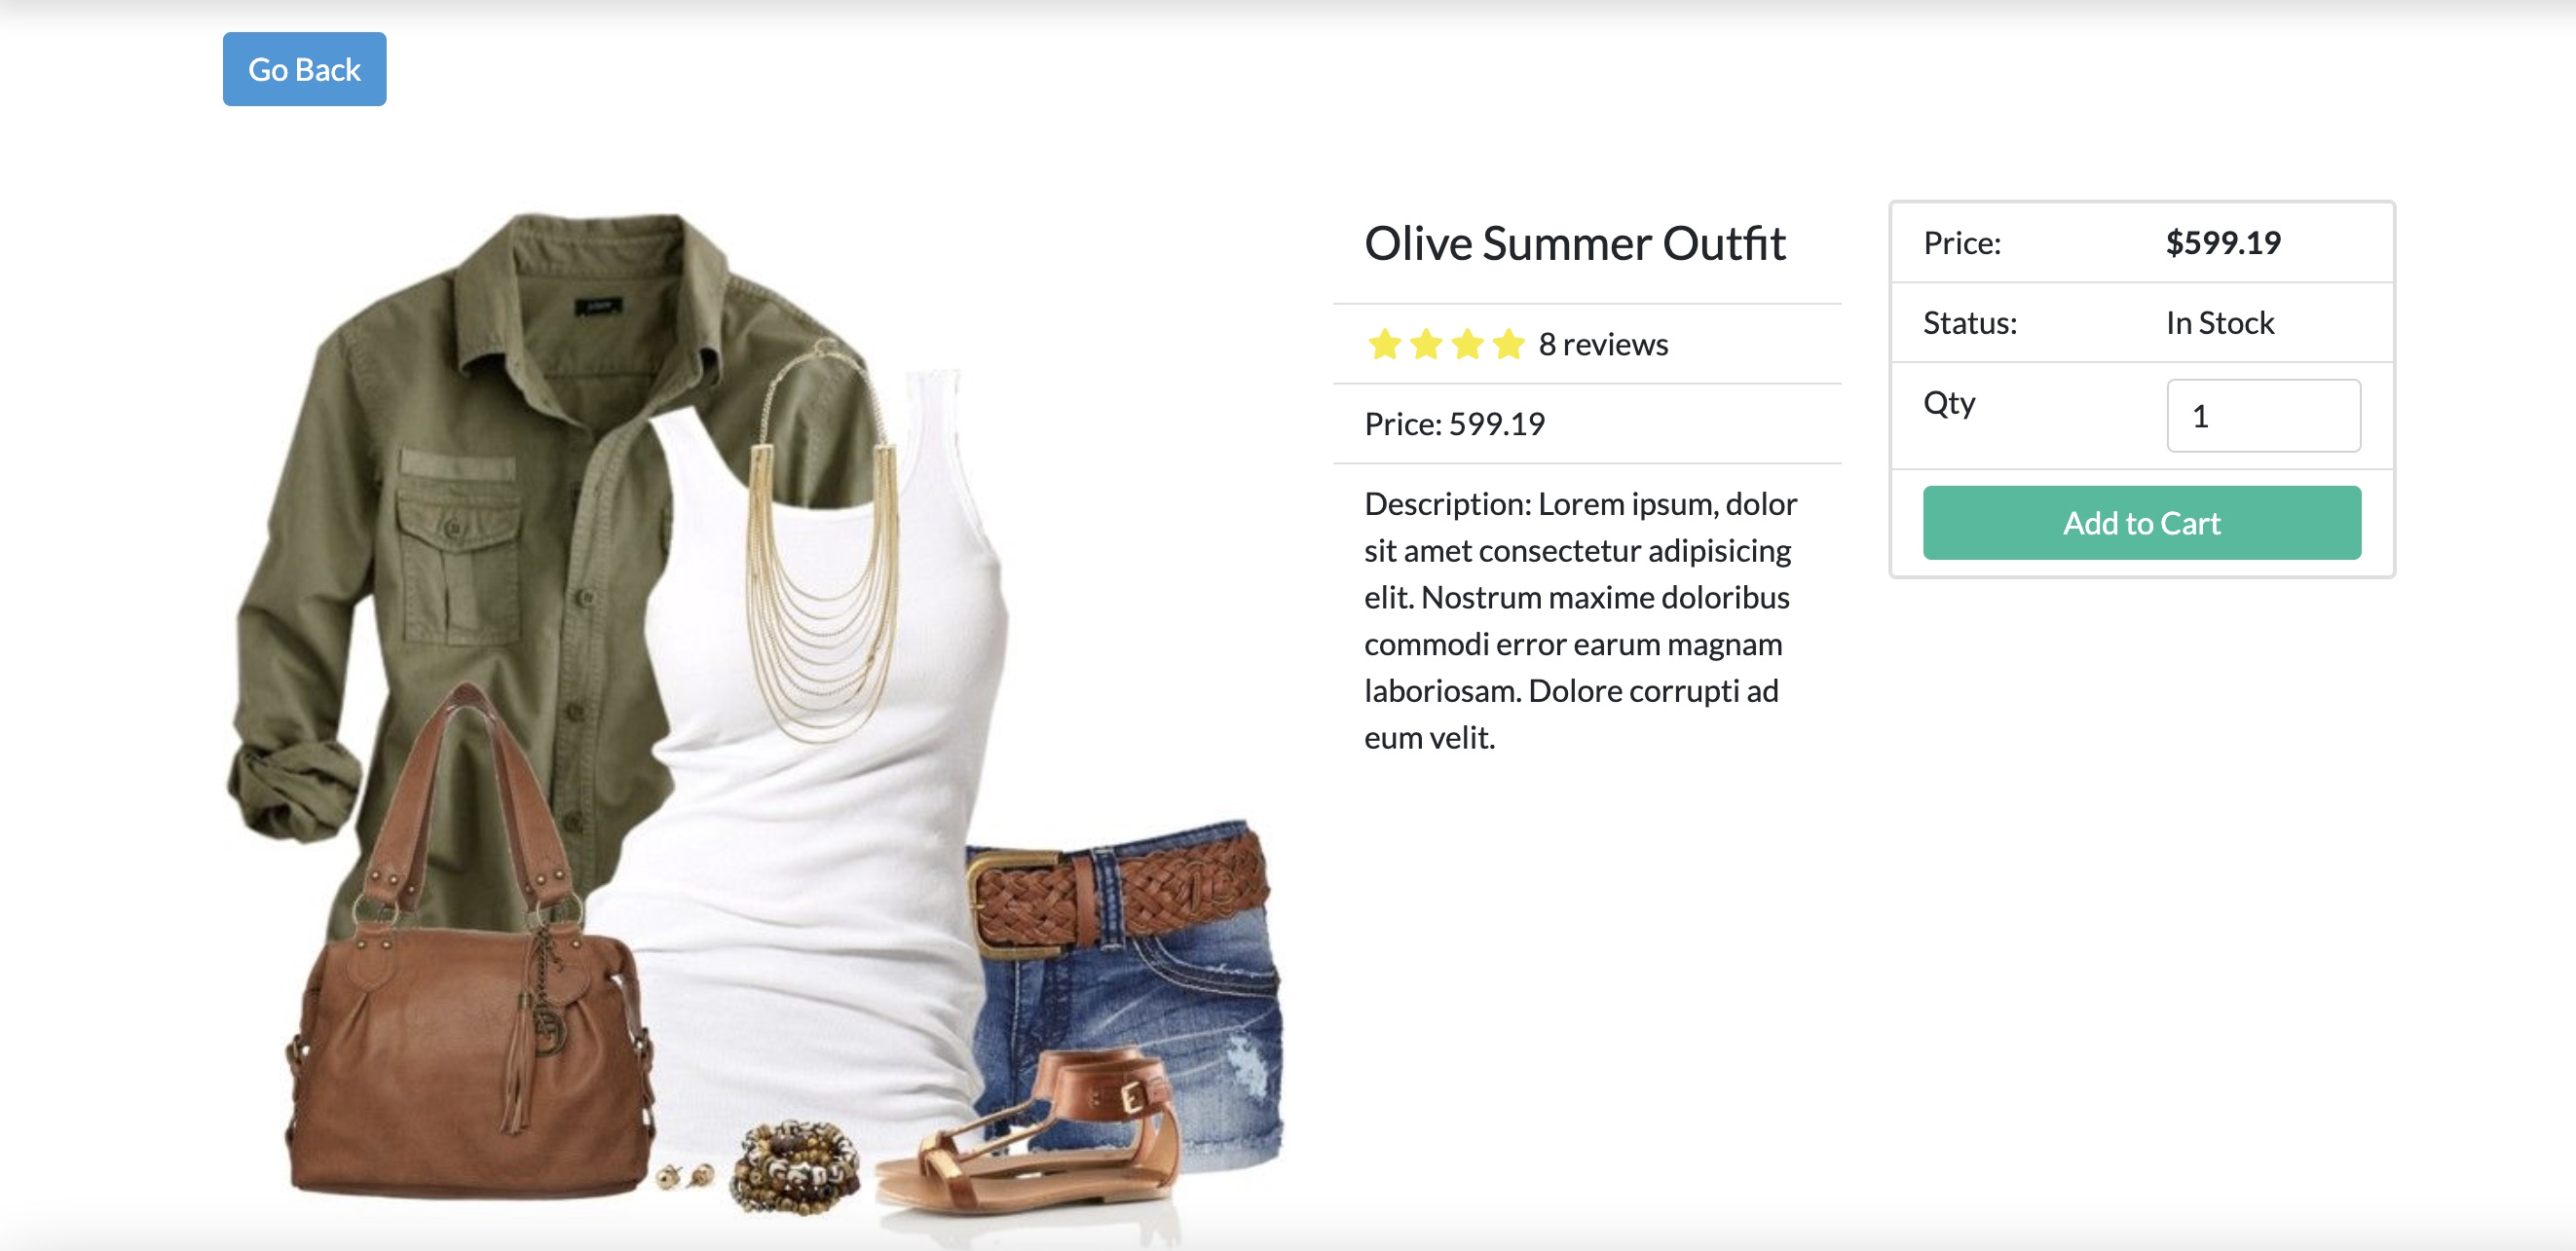 Go Back
Olive Summer Outfit
8 reviews
Price: 599.19
Description: Lorem ipsum, dolor
sit amet consectetur adipisicing
elit. Nostrum maxime doloribus
commodi error earum magnam
laboriosam. Dolore corrupti ad
eum velit.
Price: $599.19
Status: In Stock
Qty 1
Add to Cart